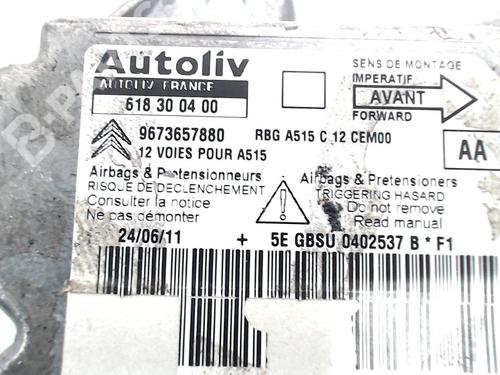 Autoliv
AUTOLIV FRANCE
618 30 04 00
SENS DE MONTAGE
IMPERATIF
AVANT
FORWARD
9673657880 RBG A515 C 12 CEM00
12 VOIES POUR A515
AA
Airbags & Pretensionneurs
RISQUE DE DECLENCHEMENT
Consulter la notice
Ne pas démonter
!
Airbags & Pretensioners
TRIGGERING HASARD
Do not remove
Read manual
24/06/11 + 5E GBSU 0402537 B * F1